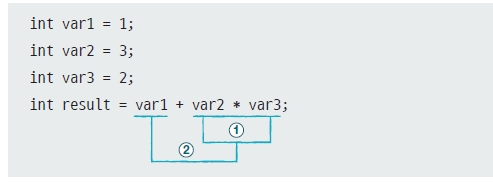 int var1 = 1;
int var2 = 3;
int var3 = 2;
int result = var1 + var2 * var3;
①
②